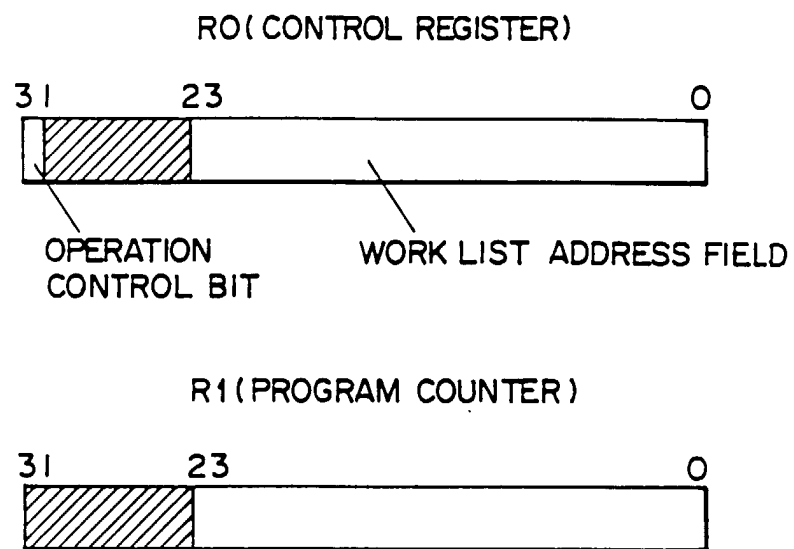 RO(CONTROL REGISTER)
31 23 0
OPERATION
CONTROL BIT
WORK LIST ADDRESS FIELD
R1(PROGRAM COUNTER)
31 23 0